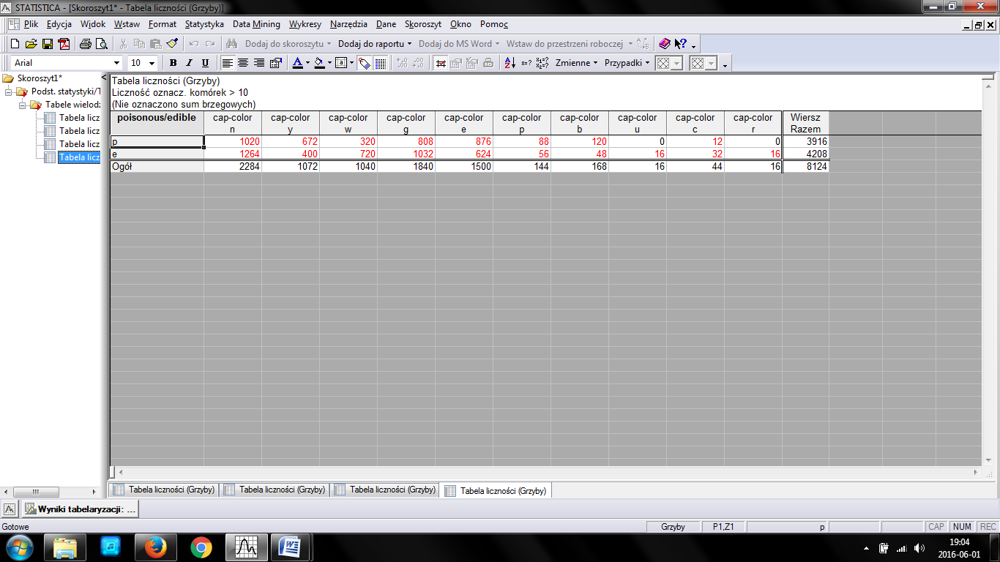 STATISTICA - [Skoroszyt1* - Tabela liczności (Grzyby)]
Plik Edycja Widok Wstaw Format Statystyka Data Mining Wykresy Narzędzia Dane Skoroszyt Okno Pomoc
Dodaj do skoroszytu Dodaj do raportu Dodaj do MS Word Wstaw do przestrzeni roboczej
Arial 10 B I U A Zmienne Przypadki
Skoroszyt1*
Podst. statystyki/T
Tabele wielodz
Tabela licz
Tabela licz
Tabela licz
Tabela licz
Tabela liczności (Grzyby)
Liczność oznacz. komórek > 10
(Nie oznaczono sum brzegowych)
poisonous/edible cap-color cap-color cap-color cap-color cap-color cap-color cap-color cap-color cap-color cap-color Wiersz
n y w g e p b u c r Razem
p 1020 672 320 808 876 88 120 0 12 0 3916
e 1264 400 720 1032 624 56 48 16 32 16 4208
Ogół 2284 1072 1040 1840 1500 144 168 16 44 16 8124
Tabela liczności (Grzyby) Tabela liczności (Grzyby) Tabela liczności (Grzyby) Tabela liczności (Grzyby)
Wyniki tabelaryzacji: ...
Gotowe Grzyby P1,Z1 p CAP NUM REC
19:04
2016-06-01